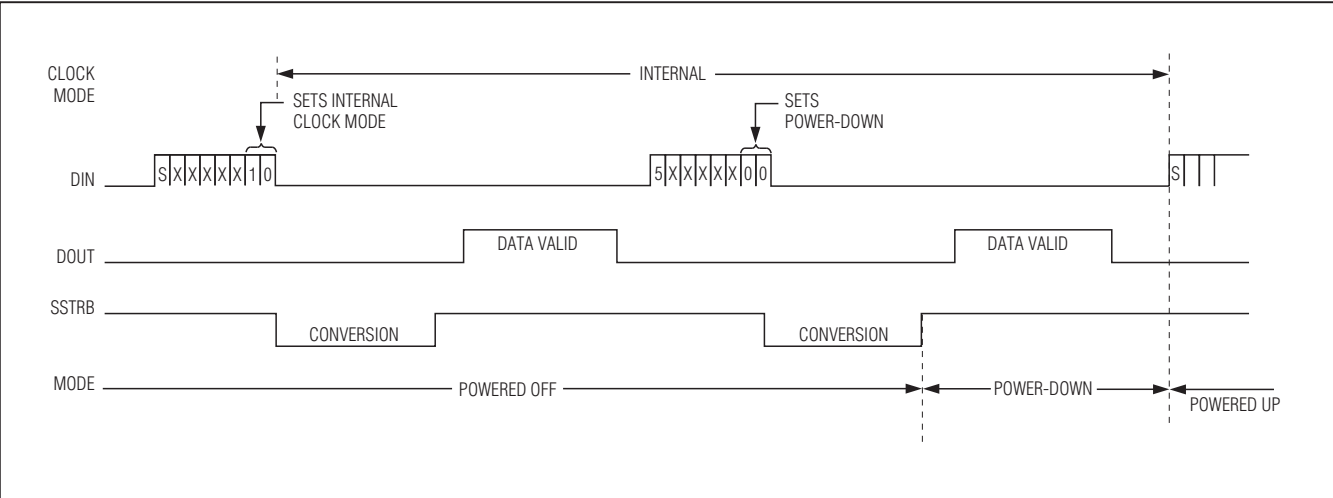 CLOCK
MODE
INTERNAL
SETS INTERNAL
CLOCK MODE
SETS
POWER-DOWN
DIN
S X X X X X 1 0
5 X X X X X 0 0
S
DOUT
DATA VALID
DATA VALID
SSTRB
CONVERSION
CONVERSION
MODE
POWERED OFF
POWER-DOWN
POWERED UP